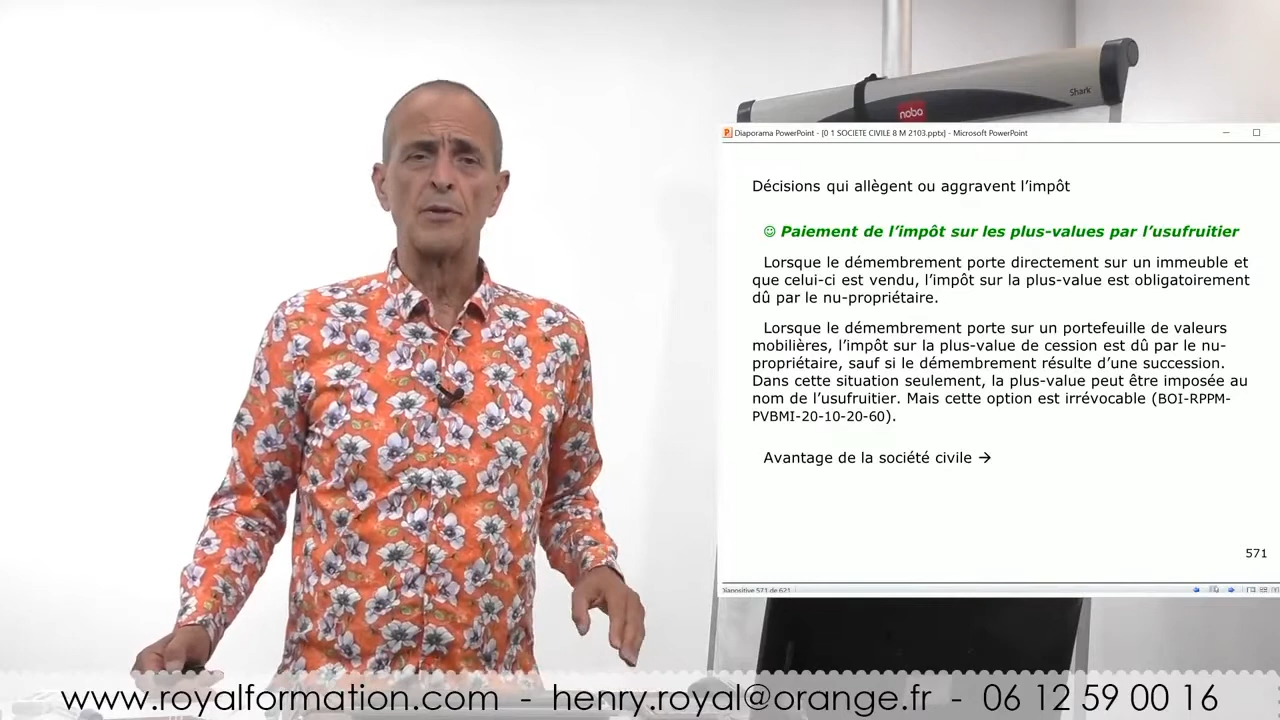 Shark
nobo
Diaporama PowerPoint - [0 1 SOCIETE CIVILE 8 M 2103.pptx] - Microsoft PowerPoint
Décisions qui allègent ou aggravent l’impôt
☺ Paiement de l’impôt sur les plus-values par l’usufruitier
Lorsque le démembrement porte directement sur un immeuble et
que celui-ci est vendu, l’impôt sur la plus-value est obligatoirement
dû par le nu-propriétaire.
Lorsque le démembrement porte sur un portefeuille de valeurs
mobilières, l’impôt sur la plus-value de cession est dû par le nu-
propriétaire, sauf si le démembrement résulte d’une succession.
Dans cette situation seulement, la plus-value peut être imposée au
nom de l’usufruitier. Mais cette option est irrévocable (BOI-RPPM-
PVBMI-20-10-20-60).
Avantage de la société civile →
571
Diapositive 571 de 621
www.royalformation.com - henry.royal@orange.fr - 06 12 59 00 16